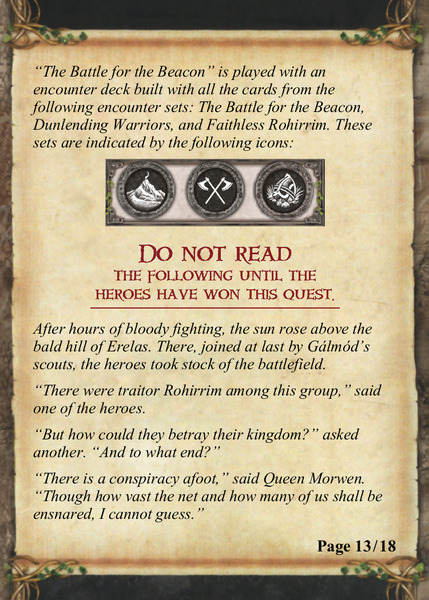 “The Battle for the Beacon” is played with an
encounter deck built with all the cards from the
following encounter sets: The Battle for the Beacon,
Dunlending Warriors, and Faithless Rohirrim. These
sets are indicated by the following icons:
Do not read
the following until the
heroes have won this quest.
After hours of bloody fighting, the sun rose above the
bald hill of Erelas. There, joined at last by Gálmód’s
scouts, the heroes took stock of the battlefield.
“There were traitor Rohirrim among this group,” said
one of the heroes.
“But how could they betray their kingdom?” asked
another. “And to what end?”
“There is a conspiracy afoot,” said Queen Morwen.
“Though how vast the net and how many of us shall be
ensnared, I cannot guess.”
Page 13/18